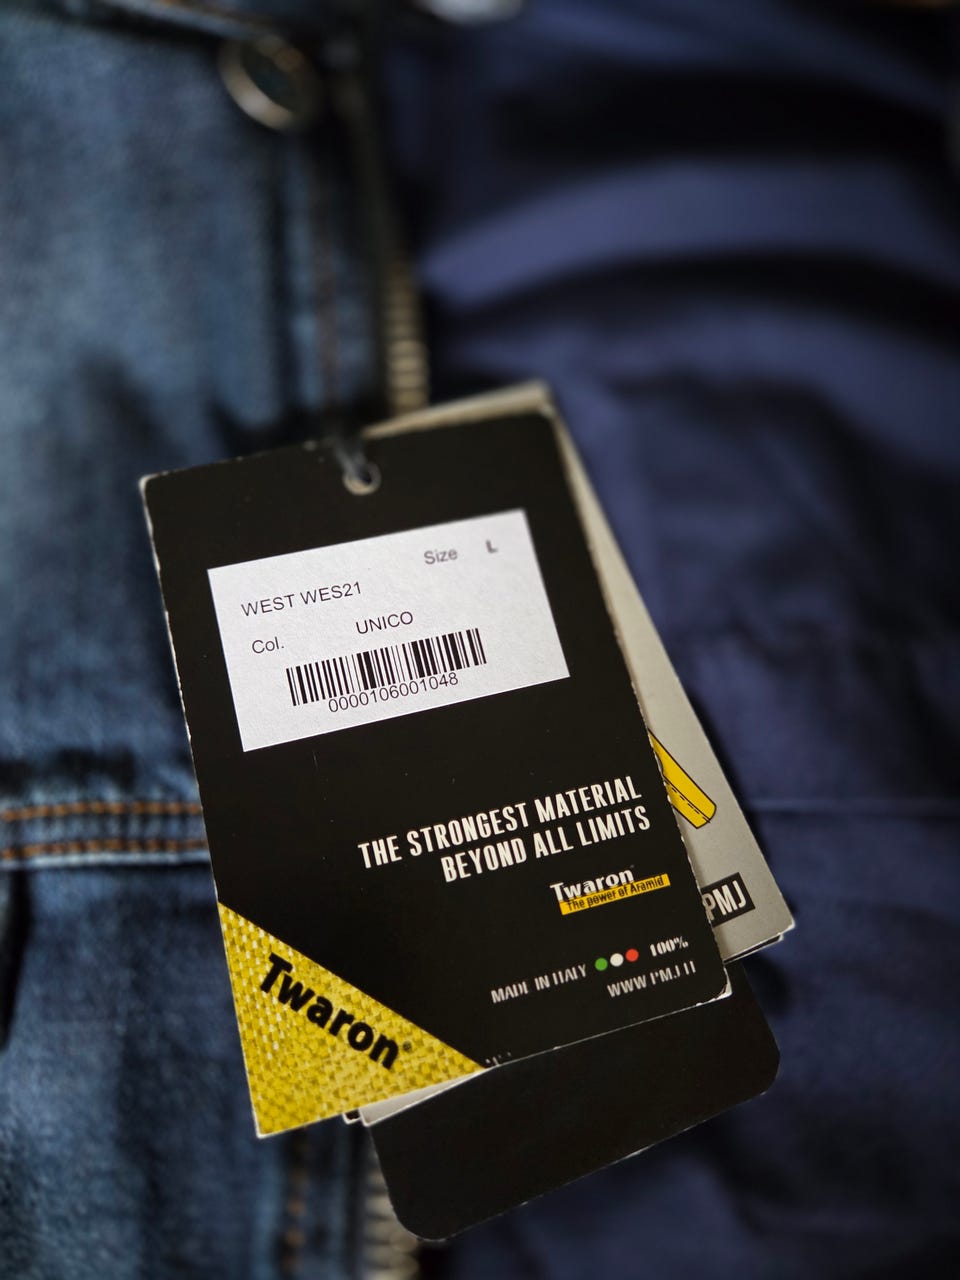 Size L
WEST WES21
Col. UNICO
0000106001048
THE STRONGEST MATERIAL
BEYOND ALL LIMITS
Twaron
The power of Aramid
PMJ
MADE IN ITALY 100%
WWW.PMJ.IT
Twaron®